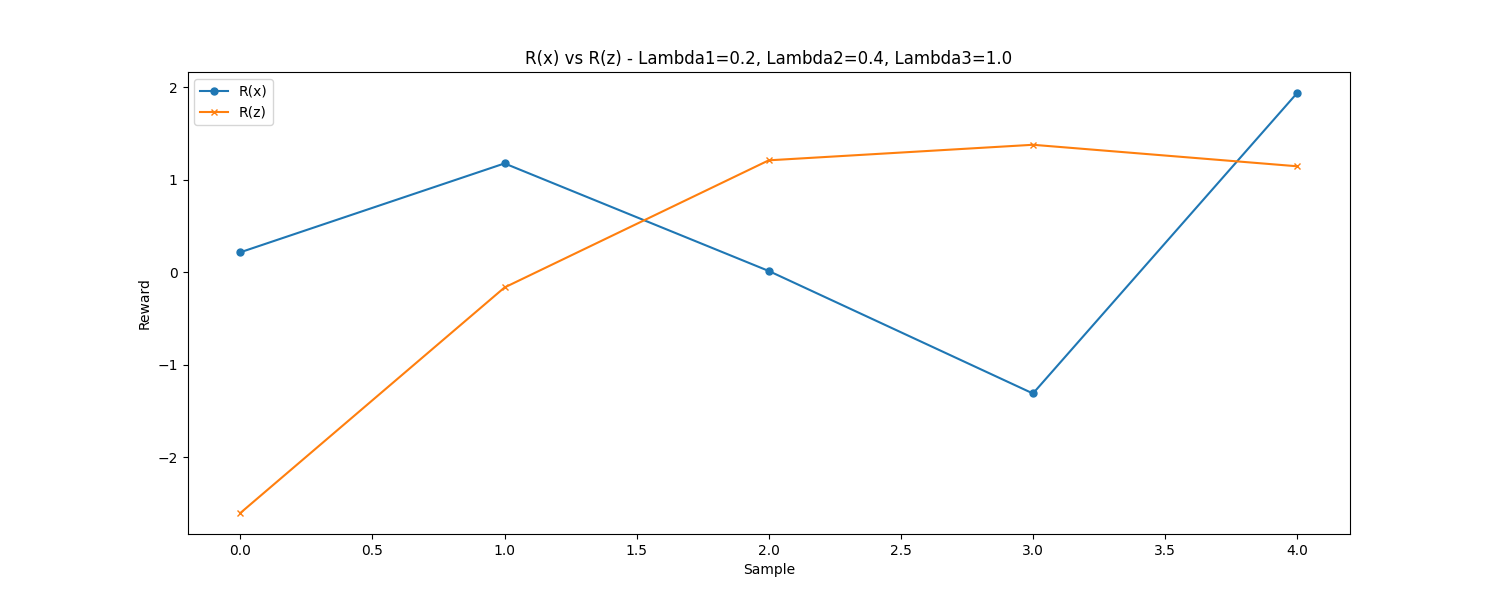 R(x) vs R(z) - Lambda1=0.2, Lambda2=0.4, Lambda3=1.0
R(x)
R(z)
2
1
0
−1
−2
Reward
0.0 0.5 1.0 1.5 2.0 2.5 3.0 3.5 4.0
Sample